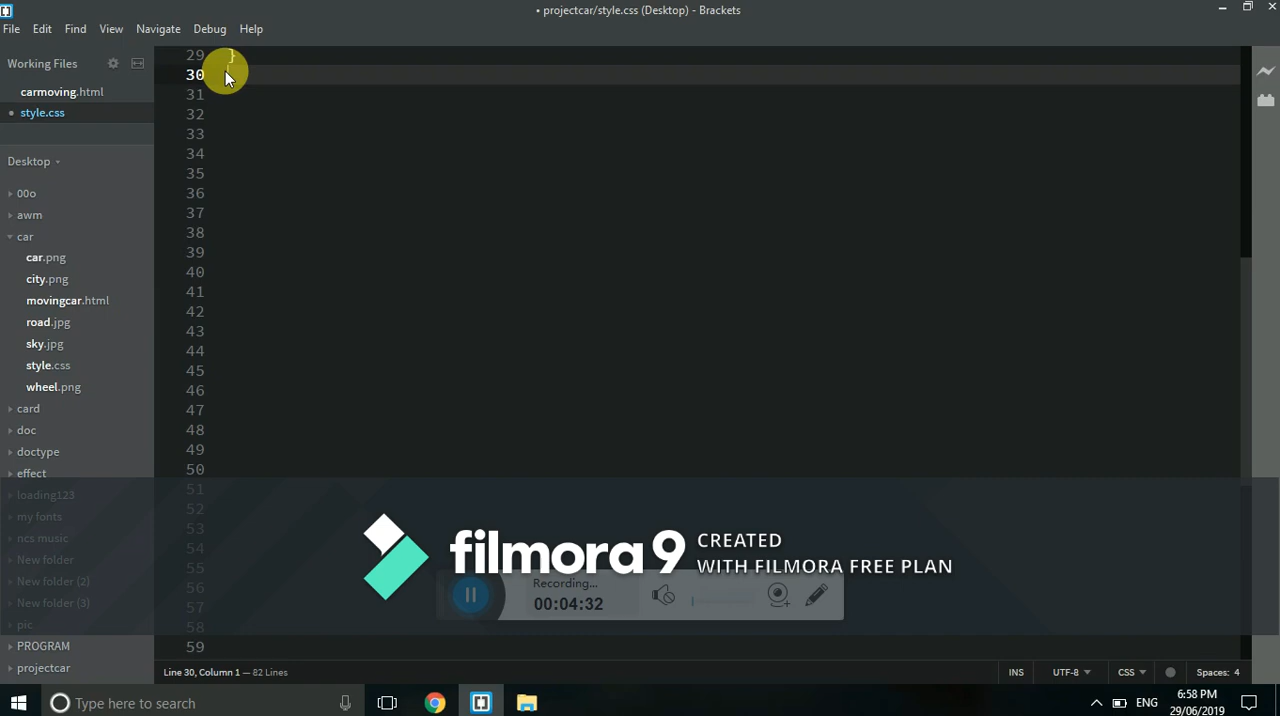 • projectcar/style.css (Desktop) - Brackets
File Edit Find View Navigate Debug Help
Working Files
carmoving.html
• style.css
Desktop
00o
awm
car
car.png
city.png
movingcar.html
road.jpg
sky.jpg
style.css
wheel.png
card
doc
doctype
effect
loading123
my fonts
ncs music
New folder
New folder (2)
New folder (3)
pic
PROGRAM
projectcar
29 }
30
31
32
33
34
35
36
37
38
39
40
41
42
43
44
45
46
47
48
49
50
51
52
53
54
55
56
57
58
59
filmora 9 CREATED
WITH FILMORA FREE PLAN
Recording...
00:04:32
Line 30, Column 1 — 82 Lines
INS UTF-8 CSS Spaces: 4
Type here to search
ENG
6:58 PM
29/06/2019